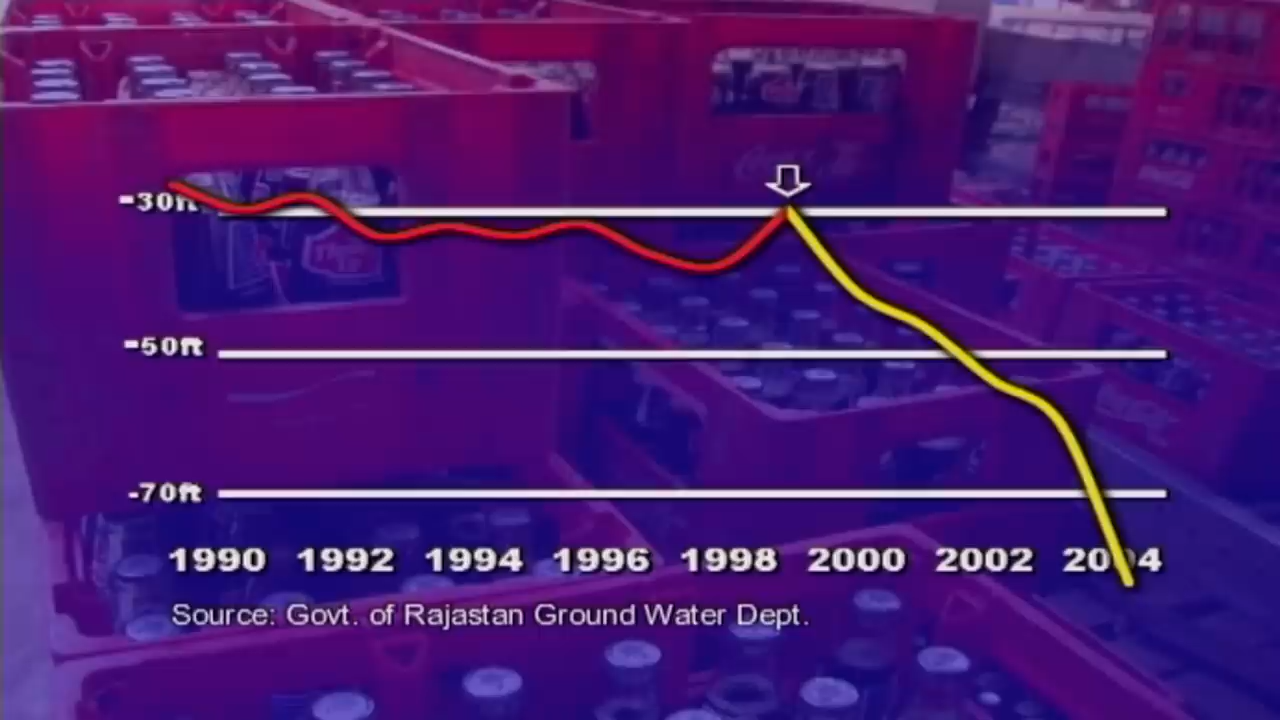 -30ft
-50ft
-70ft
1990 1992 1994 1996 1998 2000 2002 2004
Source: Govt. of Rajastan Ground Water Dept.